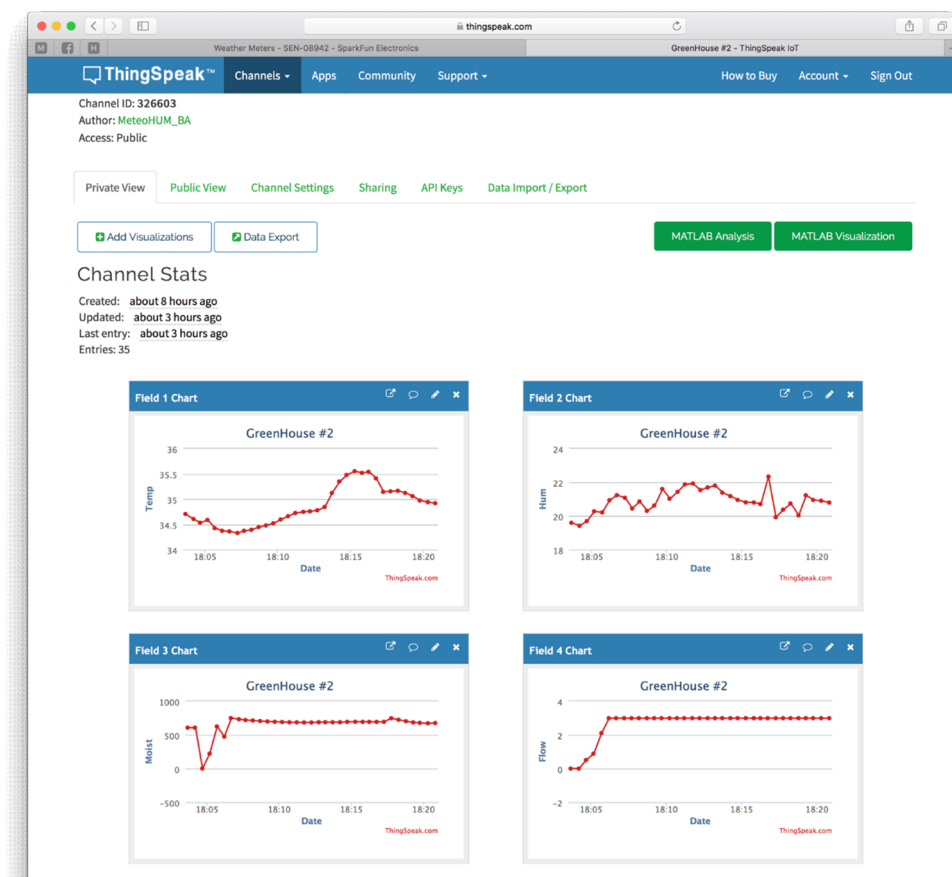 thingspeak.com
M
H
Weather Meters - SEN-08942 - SparkFun Electronics
GreenHouse #2 - ThingSpeak IoT
ThingSpeak™ Channels Apps Community Support How to Buy Account Sign Out
Channel ID: 326603
Author: MeteoHUM_BA
Access: Public
Private View Public View Channel Settings Sharing API Keys Data Import / Export
Add Visualizations Data Export MATLAB Analysis MATLAB Visualization
Channel Stats
Created: about 8 hours ago
Updated: about 3 hours ago
Last entry: about 3 hours ago
Entries: 35
Field 1 Chart
GreenHouse #2
36
35.5
35
34.5
34
Temp
18:05 18:10 18:15 18:20
Date
ThingSpeak.com
Field 2 Chart
GreenHouse #2
24
22
20
18
Hum
18:05 18:10 18:15 18:20
Date
ThingSpeak.com
Field 3 Chart
GreenHouse #2
1000
500
0
−500
Moist
18:05 18:10 18:15 18:20
Date
ThingSpeak.com
Field 4 Chart
GreenHouse #2
4
2
0
−2
Flow
18:05 18:10 18:15 18:20
Date
ThingSpeak.com